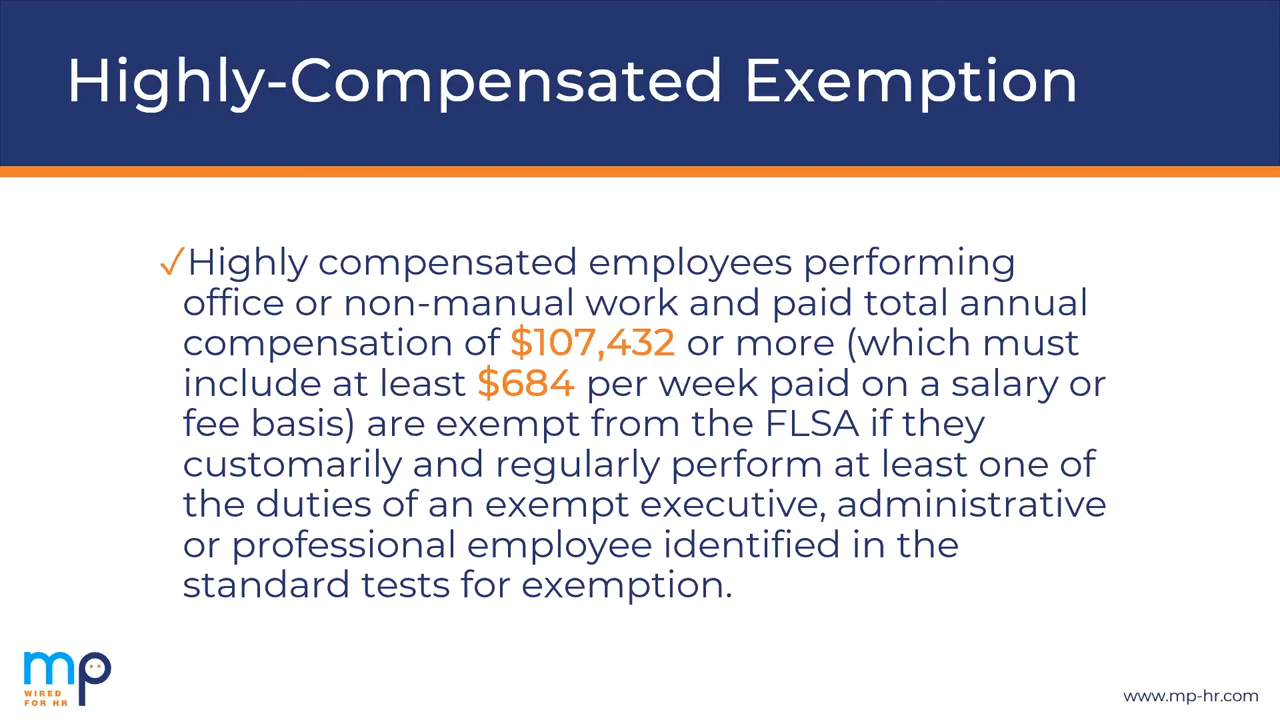 Highly-Compensated Exemption
✓Highly compensated employees performing
office or non-manual work and paid total annual
compensation of $107,432 or more (which must
include at least $684 per week paid on a salary or
fee basis) are exempt from the FLSA if they
customarily and regularly perform at least one of
the duties of an exempt executive, administrative
or professional employee identified in the
standard tests for exemption.
mp
WIRED
FOR HR
www.mp-hr.com